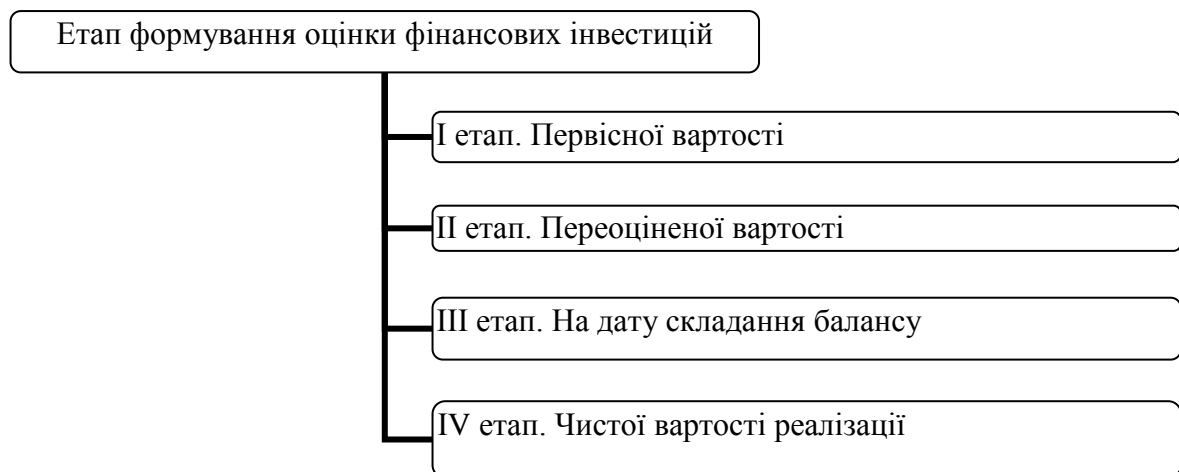 Етап формування оцінки фінансових інвестицій
І етап. Первісної вартості
ІІ етап. Переоціненої вартості
ІІІ етап. На дату складання балансу
IV етап. Чистої вартості реалізації